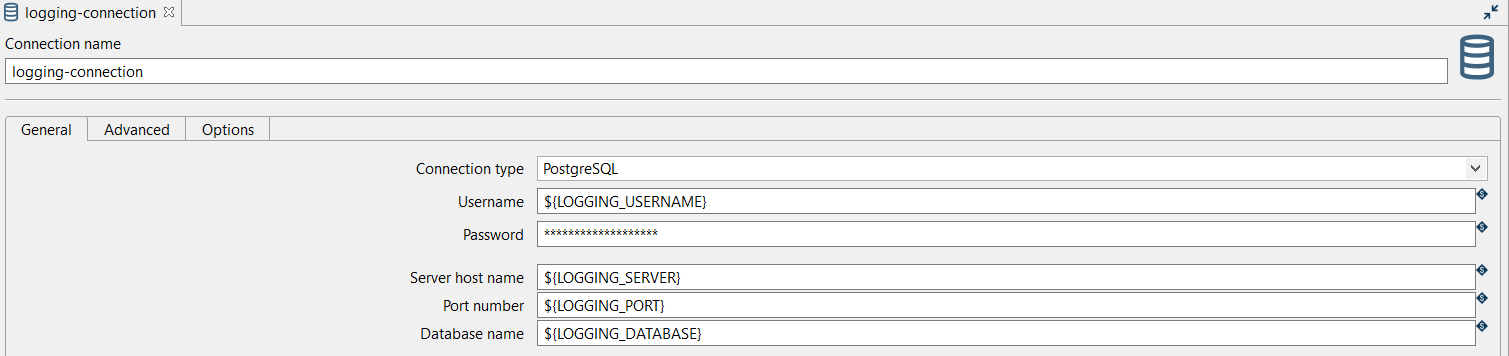 logging-connection
Connection name
logging-connection
General Advanced Options
Connection type PostgreSQL
Username ${LOGGING_USERNAME}
Password *******************
Server host name ${LOGGING_SERVER}
Port number ${LOGGING_PORT}
Database name ${LOGGING_DATABASE}